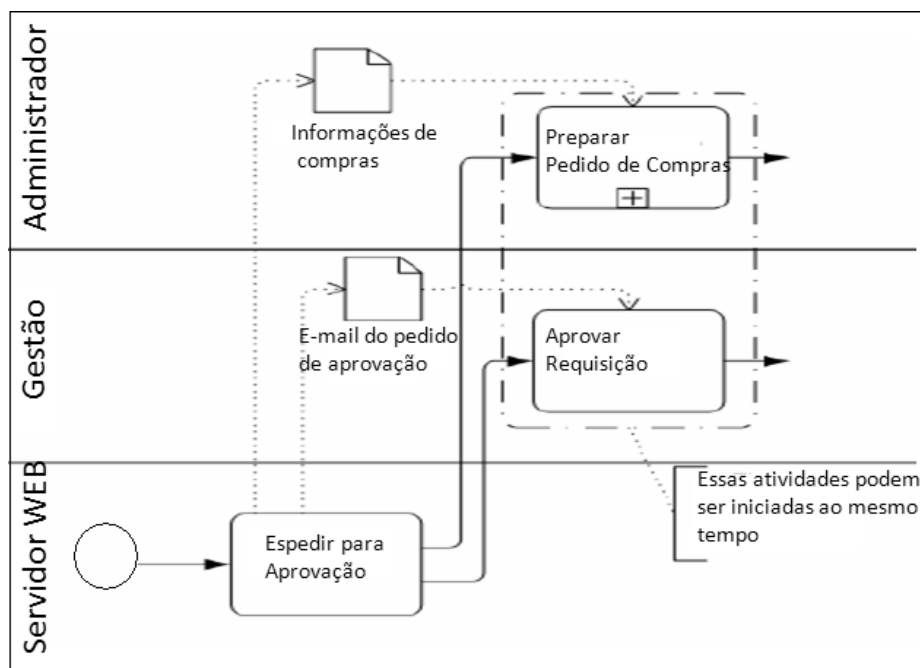 Administrador
Informações de
compras
Preparar
Pedido de Compras
Gestão
E-mail do pedido
de aprovação
Aprovar
Requisição
Servidor WEB
Espedir para
Aprovação
Essas atividades podem
ser iniciadas ao mesmo
tempo